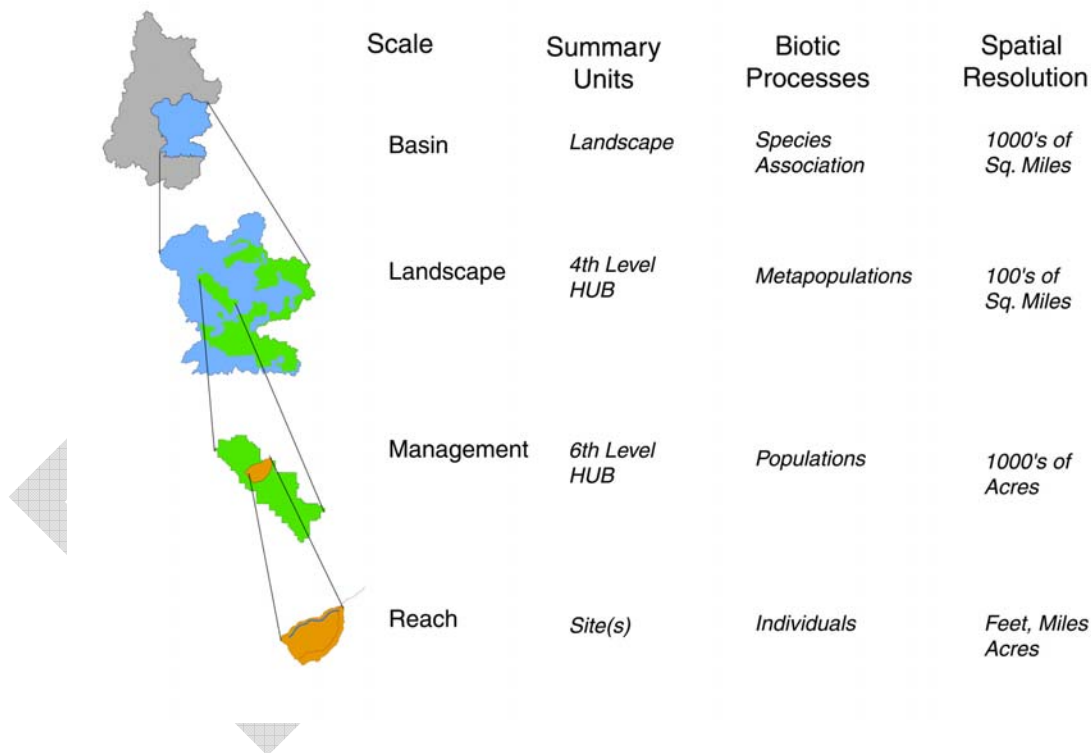 Scale
Summary
Units
Biotic
Processes
Spatial
Resolution
Basin
Landscape
Species
Association
1000's of
Sq. Miles
Landscape
4th Level
HUB
Metapopulations
100's of
Sq. Miles
Management
6th Level
HUB
Populations
1000's of
Acres
Reach
Site(s)
Individuals
Feet, Miles
Acres